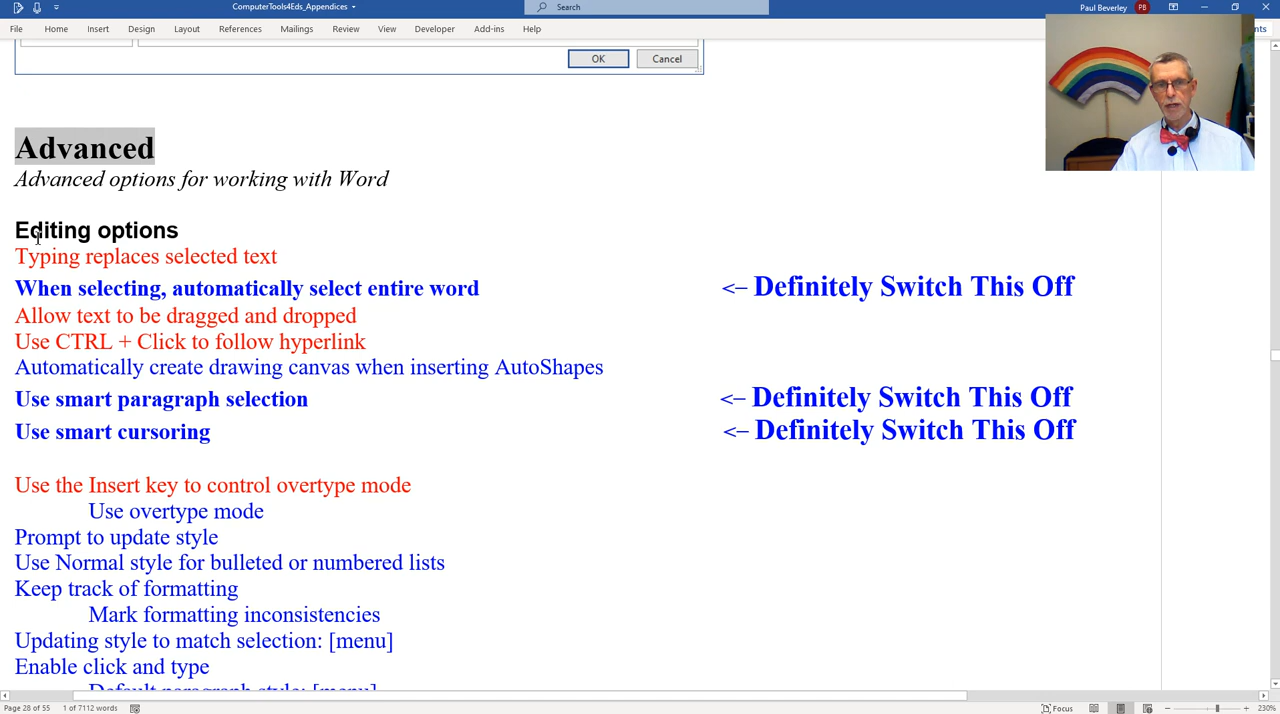 ComputerTools4Eds_Appendices
Search
Paul Beverley PB
File Home Insert Design Layout References Mailings Review View Developer Add-ins Help
OK Cancel
Advanced
Advanced options for working with Word
Editing options
Typing replaces selected text
When selecting, automatically select entire word <– Definitely Switch This Off
Allow text to be dragged and dropped
Use CTRL + Click to follow hyperlink
Automatically create drawing canvas when inserting AutoShapes
Use smart paragraph selection <– Definitely Switch This Off
Use smart cursoring <– Definitely Switch This Off
Use the Insert key to control overtype mode
Use overtype mode
Prompt to update style
Use Normal style for bulleted or numbered lists
Keep track of formatting
Mark formatting inconsistencies
Updating style to match selection: [menu]
Enable click and type
Default paragraph style: [menu]
Page 28 of 55 1 of 7112 words Focus 230%